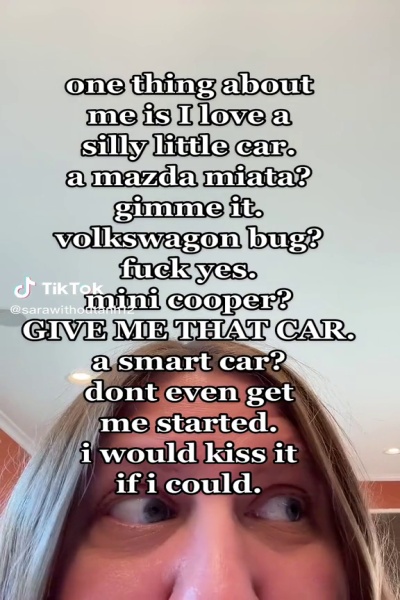 one thing about
me is I love a
silly little car.
a mazda miata?
gimme it.
volkswagon bug?
fuck yes.
TikTok
mini cooper?
@sarawithoutanh12
GIVE ME THAT CAR.
a smart car?
dont even get
me started.
i would kiss it
if i could.